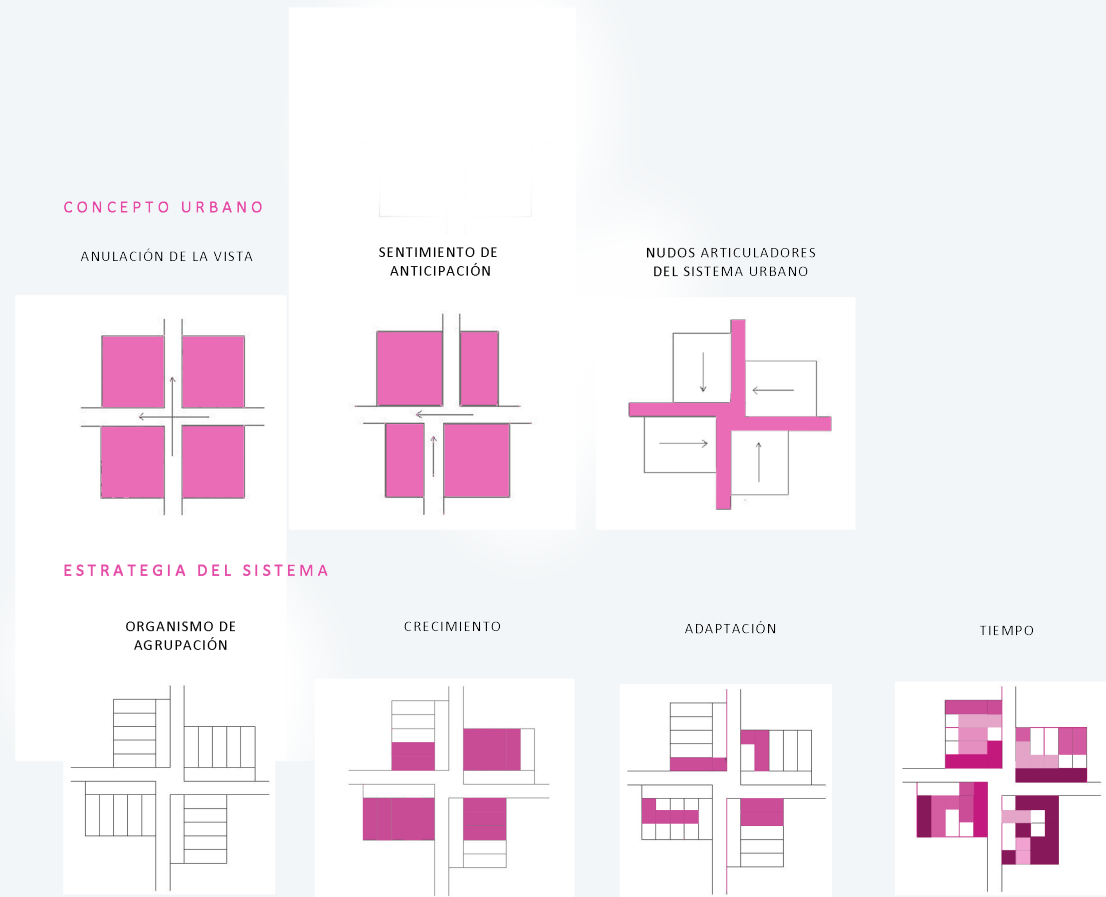 CONCEPTO URBANO
ANULACIÓN DE LA VISTA
SENTIMIENTO DE
ANTICIPACIÓN
NUDOS ARTICULADORES
DEL SISTEMA URBANO
ESTRATEGIA DEL SISTEMA
ORGANISMO DE
AGRUPACIÓN
CRECIMIENTO
ADAPTACIÓN
TIEMPO